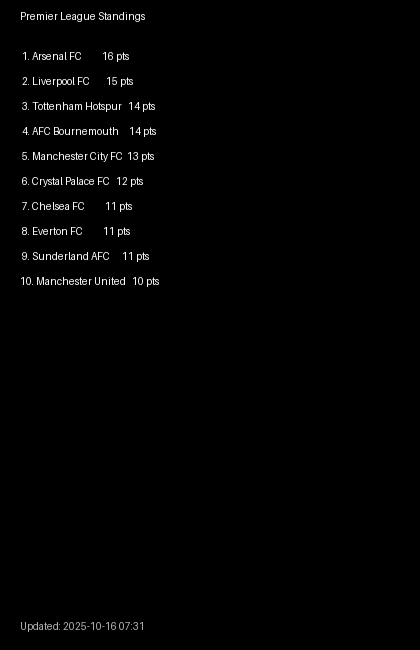 Premier League Standings
1. Arsenal FC 16 pts
2. Liverpool FC 15 pts
3. Tottenham Hotspur 14 pts
4. AFC Bournemouth 14 pts
5. Manchester City FC 13 pts
6. Crystal Palace FC 12 pts
7. Chelsea FC 11 pts
8. Everton FC 11 pts
9. Sunderland AFC 11 pts
10. Manchester United 10 pts
Updated: 2025-10-16 07:31